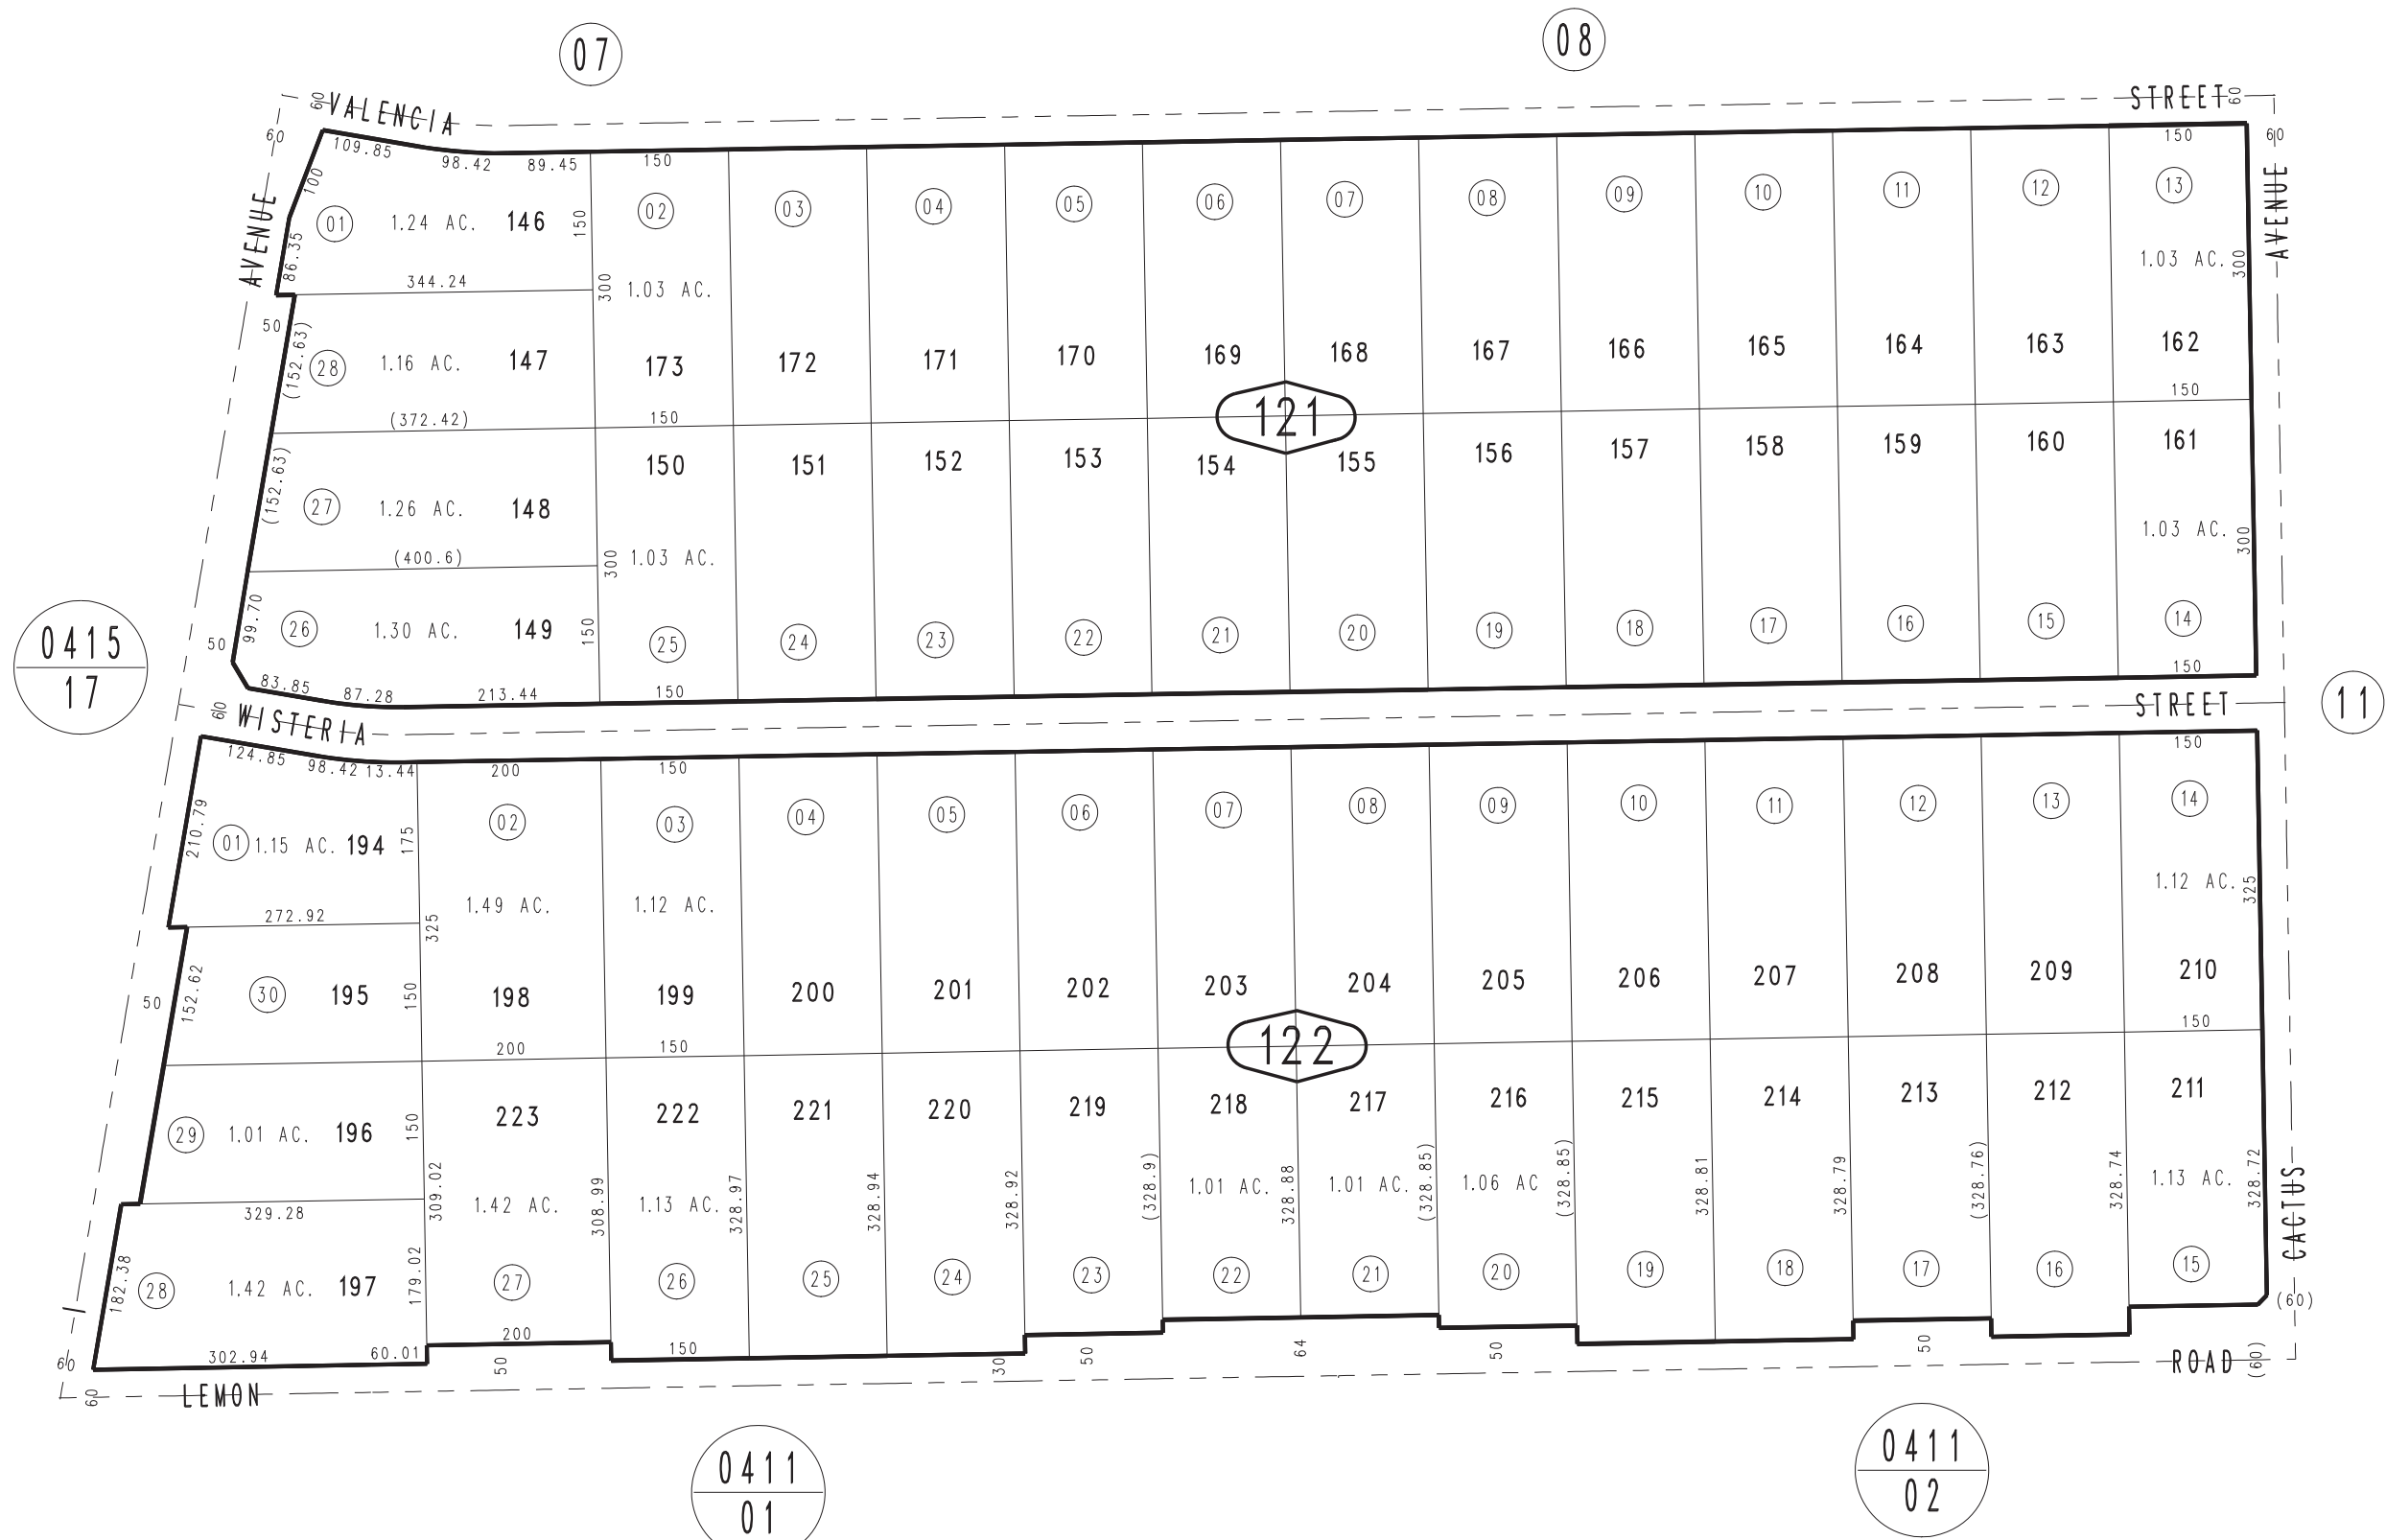 07 08
60 VALENCIA STREET 60
60 109.85 98.42 89.45 150 150 60
AVENUE 100 86.35 AVENUE
01 1.24 AC. 146 150 02 03 04 05 06 07 08 09 10 11 12 13
344.24 300 1.03 AC. 1.03 AC. 300
50 (152.63) 28 1.16 AC. 147 173 172 171 170 169 168 167 166 165 164 163 162
(372.42) 150 150
121
(152.63) 150 151 152 153 154 155 156 157 158 159 160 161
27 1.26 AC. 148
(400.6) 300 1.03 AC. 1.03 AC. 300
50 99.70 26 1.30 AC. 149 150 25 24 23 22 21 20 19 18 17 16 15 14
83.85 87.28 213.44 150 150
0415
17
60 WISTERIA STREET 11
124.85 98.42 13.44 200 150 150
210.79 01 1.15 AC. 194 175 02 03 04 05 06 07 08 09 10 11 12 13 14
272.92 325 1.49 AC. 1.12 AC. 1.12 AC. 325
50 152.62 30 195 150 198 199 200 201 202 203 204 205 206 207 208 209 210
200 150 150
122
29 1.01 AC. 196 150 223 222 221 220 219 218 217 216 215 214 213 212 211
329.28 309.02 1.42 AC. 308.99 1.13 AC. 328.97 328.94 328.92 (328.9) 1.01 AC. 328.88 1.01 AC. (328.85) 1.06 AC (328.85) 328.81 328.79 (328.76) 328.74 1.13 AC. 328.72 CACTUS
182.38 28 1.42 AC. 197 179.02 27 26 25 24 23 22 21 20 19 18 17 16 15
(60)
60 302.94 60.01 200 150
50 30 50 64 50 50
60 LEMON ROAD (60)
0411
01
0411
02